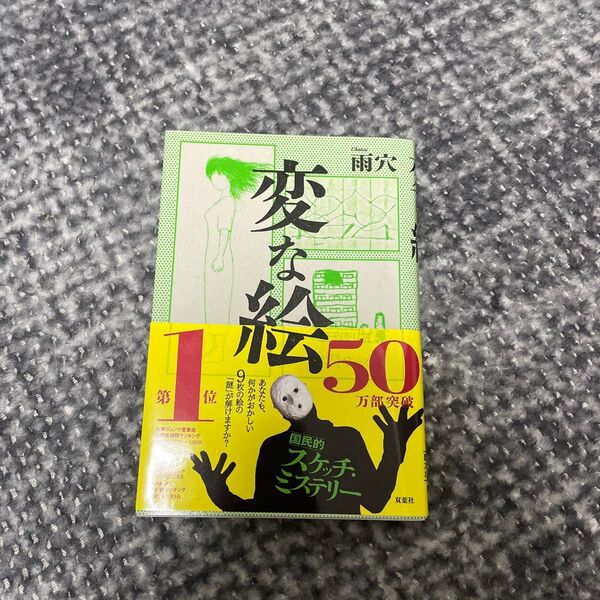 Uketsu
雨穴
変な絵
第1位
50
万部突破
あなたも、
何かがおかしい
9枚の絵の
「謎」が解けますか?
国民的
スケッチ・
ミステリー
双葉社